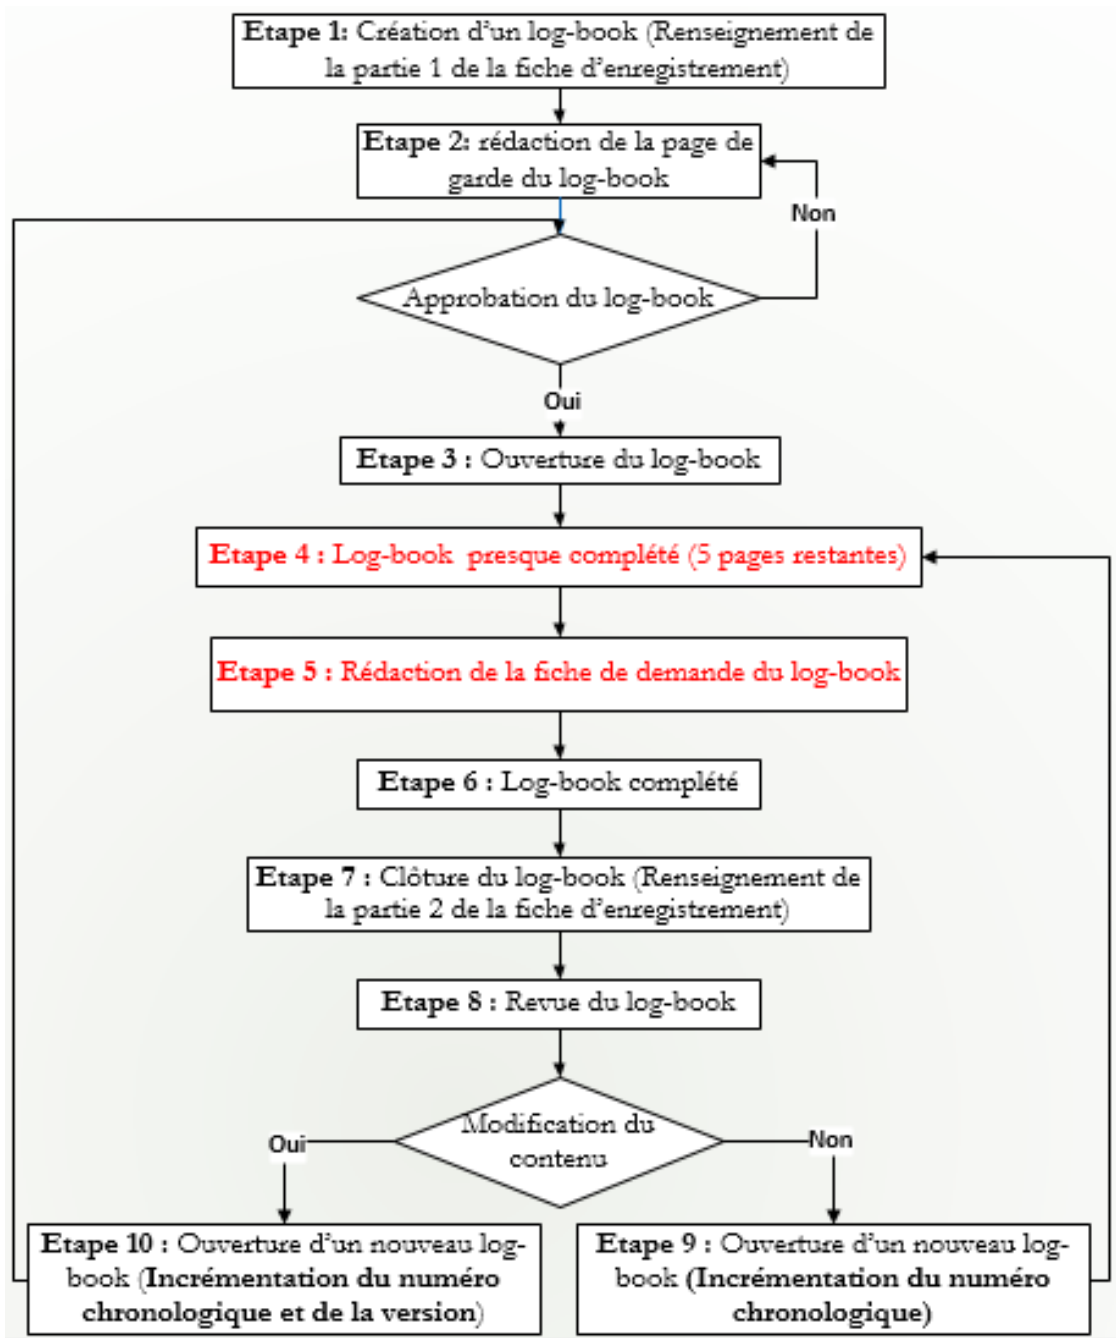 Etape 1: Création d'un log-book (Renseignement de
la partie 1 de la fiche d'enregistrement)
Etape 2: rédaction de la page de
garde du log-book
Non
Approbation du log-book
Oui
Etape 3 : Ouverture du log-book
Etape 4 : Log-book presque complété (5 pages restantes)
Etape 5 : Rédaction de la fiche de demande du log-book
Etape 6 : Log-book complété
Etape 7 : Clôture du log-book (Renseignement de
la partie 2 de la fiche d'enregistrement)
Etape 8 : Revue du log-book
Modification du
contenu
Oui
Non
Etape 10 : Ouverture d'un nouveau log-
book (Incrémentation du numéro
chronologique et de la version)
Etape 9 : Ouverture d'un nouveau log-
book (Incrémentation du numéro
chronologique)